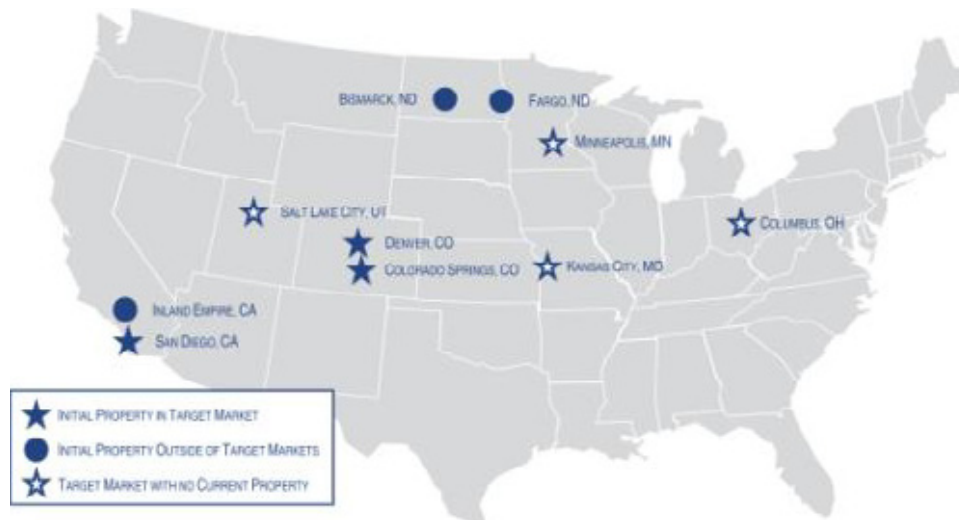 BISMARCK, ND
FARGO, ND
MINNEAPOLIS, MN
SALT LAKE CITY, UT
COLUMBUS, OH
DENVER, CO
COLORADO SPRINGS, CO
KANSAS CITY, MO
INLAND EMPIRE, CA
SAN DIEGO, CA
INITIAL PROPERTY IN TARGET MARKET
INITIAL PROPERTY OUTSIDE OF TARGET MARKETS
TARGET MARKET WITH NO CURRENT PROPERTY